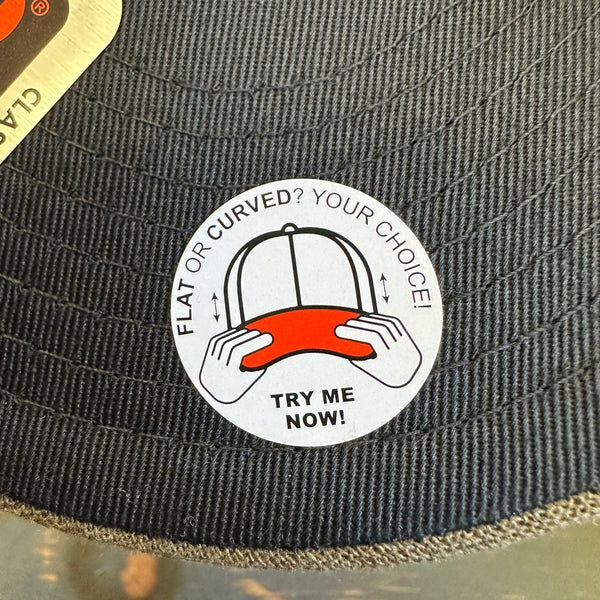 ®
FLAT OR CURVED? YOUR CHOICE!
TRY ME
NOW!